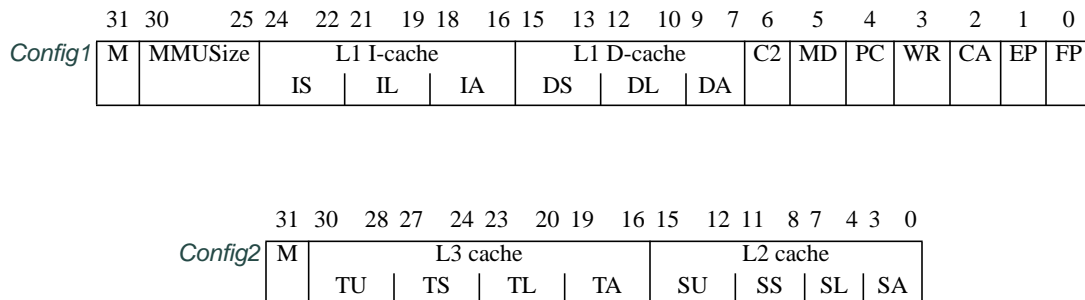 31 30 25 24 22 21 19 18 16 15 13 12 10 9 7 6 5 4 3 2 1 0
Config1 M MMUSize L1 I-cache L1 D-cache C2 MD PC WR CA EP FP
IS IL IA DS DL DA
31 30 28 27 24 23 20 19 16 15 12 11 8 7 4 3 0
Config2 M L3 cache L2 cache
TU TS TL TA SU SS SL SA